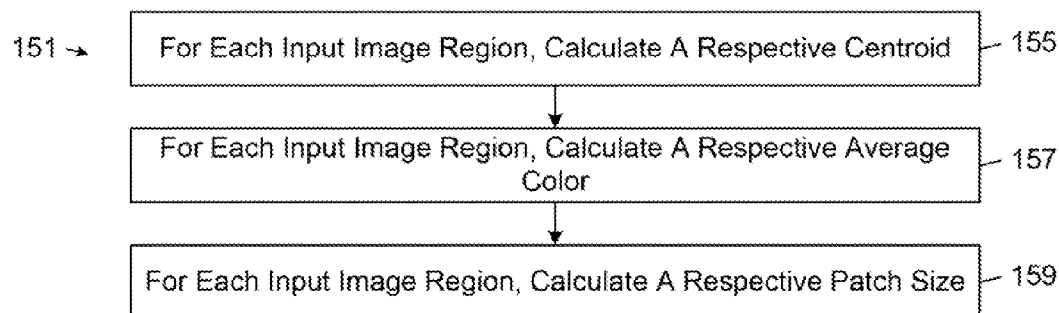 151
For Each Input Image Region, Calculate A Respective Centroid
155
For Each Input Image Region, Calculate A Respective Average
Color
157
For Each Input Image Region, Calculate A Respective Patch Size
159